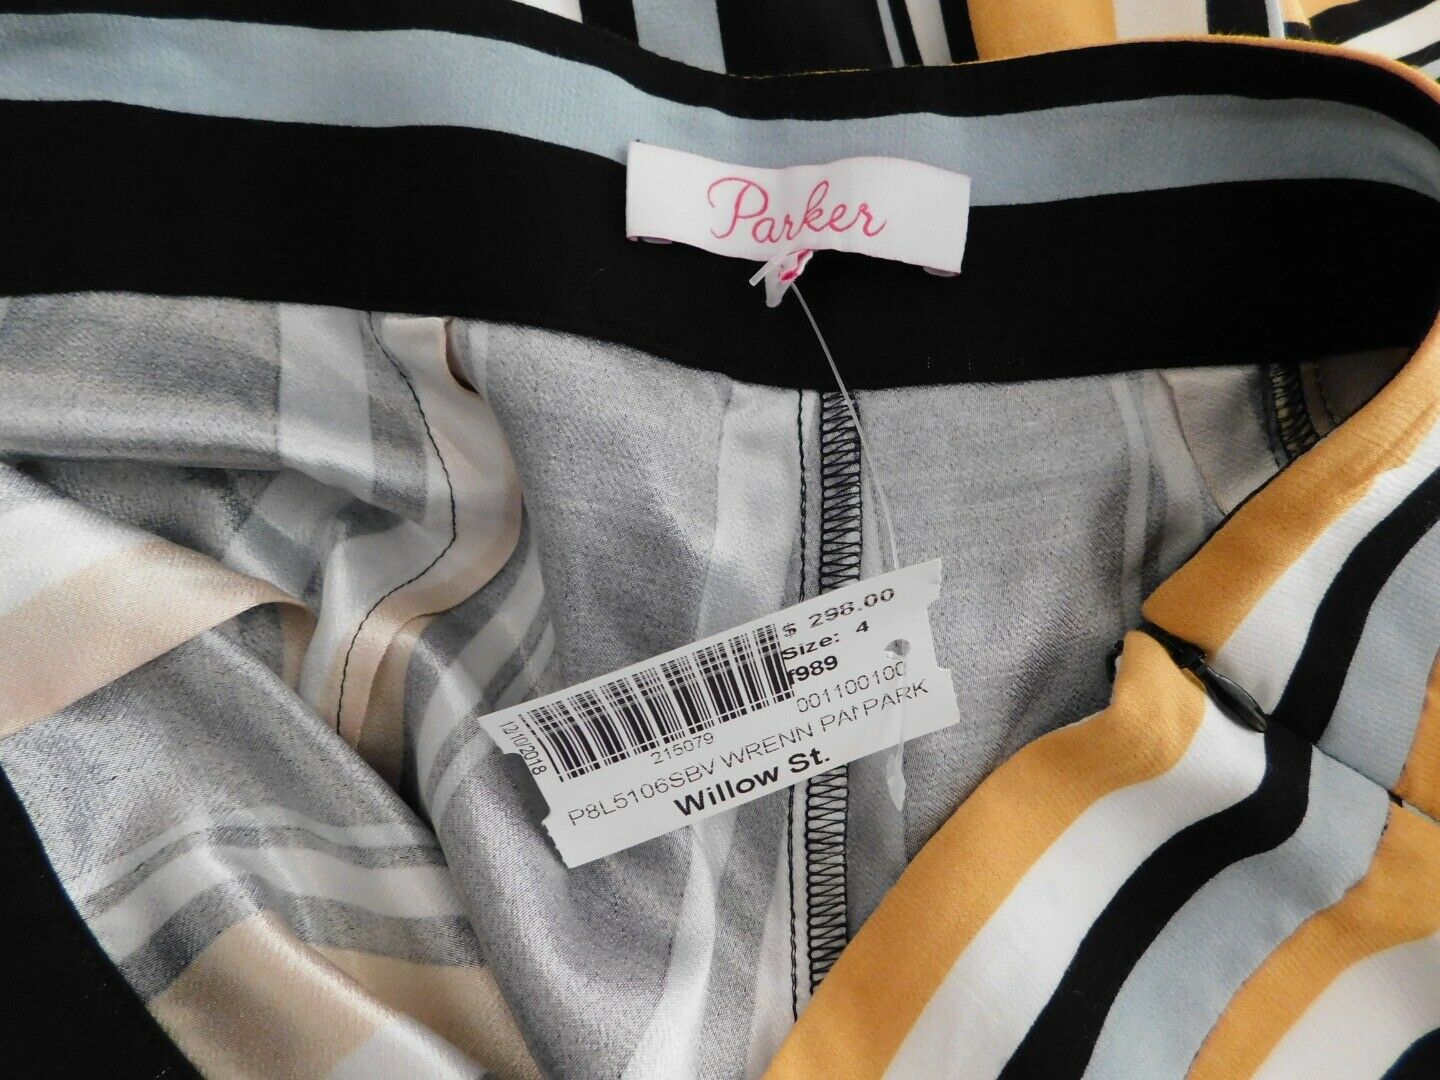 Parker
$ 298.00
Size: 4
f989
001100100
12/10/2018
215079
P8L5106SBV WRENN PAI PARK
Willow St.